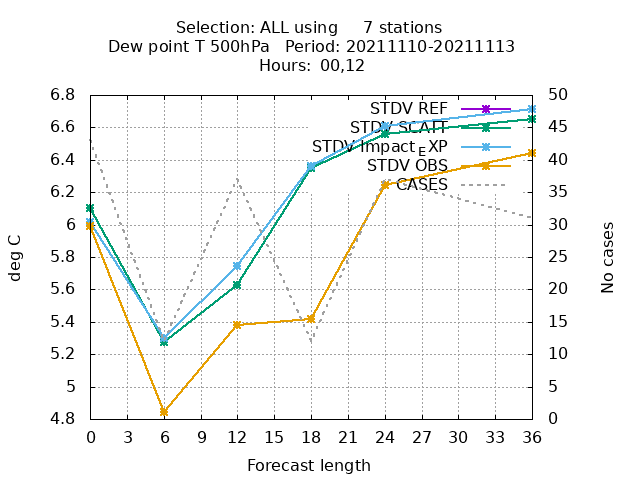 Selection: ALL using 7 stations
Dew point T 500hPa Period: 20211110-20211113
Hours: 00,12
6.8
6.6
6.4
6.2
6
5.8
5.6
5.4
5.2
5
4.8
deg C
STDV REF
STDV SCATT
STDV Impact_EXP
STDV OBS
CASES
50
45
40
35
30
25
20
15
10
5
0
No cases
0 3 6 9 12 15 18 21 24 27 30 33 36
Forecast length